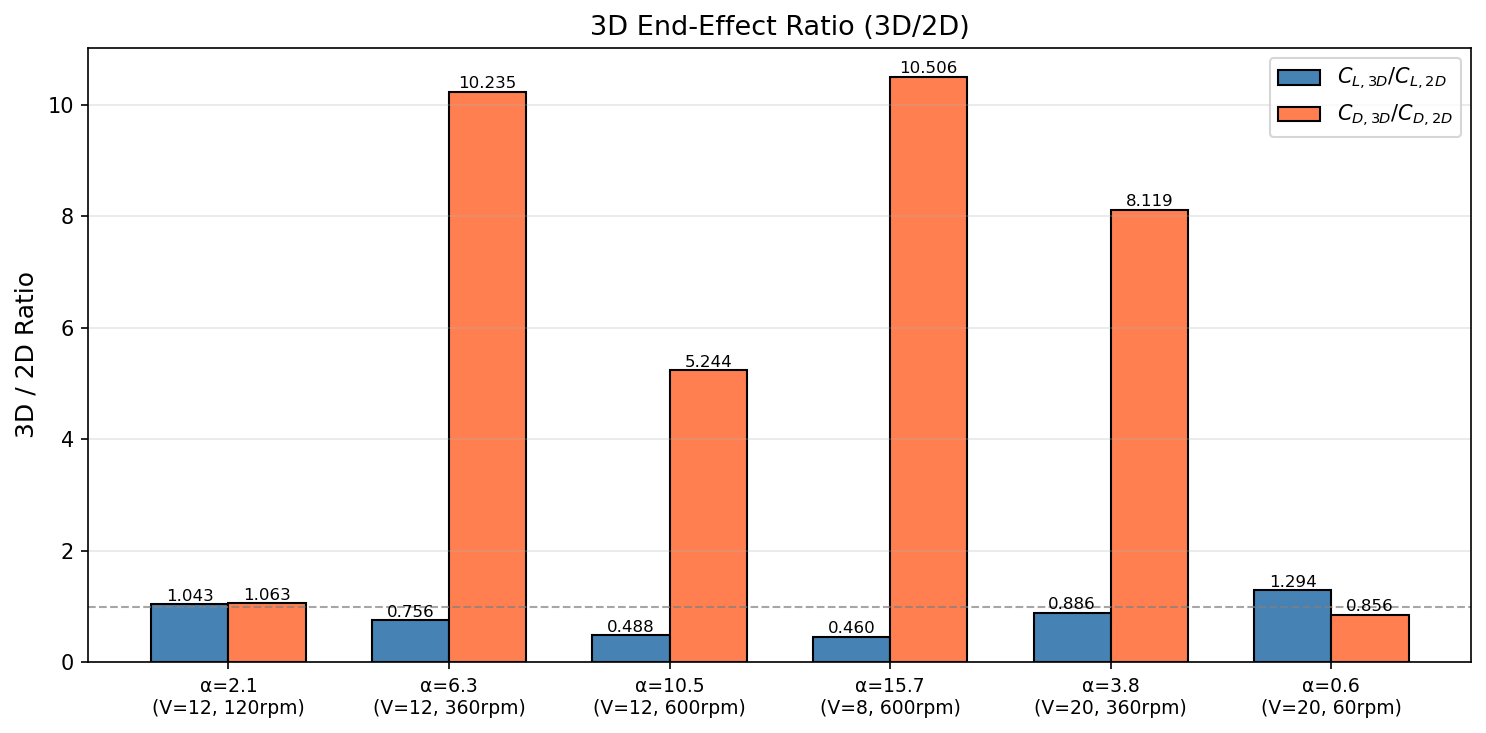 3D End-Effect Ratio (3D/2D)
C_{L,3D}/C_{L,2D}
C_{D,3D}/C_{D,2D}
3D / 2D Ratio
10
8
6
4
2
0
1.043
1.063
0.756
10.235
0.488
5.244
0.460
10.506
0.886
8.119
1.294
0.856
α=2.1
(V=12, 120rpm)
α=6.3
(V=12, 360rpm)
α=10.5
(V=12, 600rpm)
α=15.7
(V=8, 600rpm)
α=3.8
(V=20, 360rpm)
α=0.6
(V=20, 60rpm)